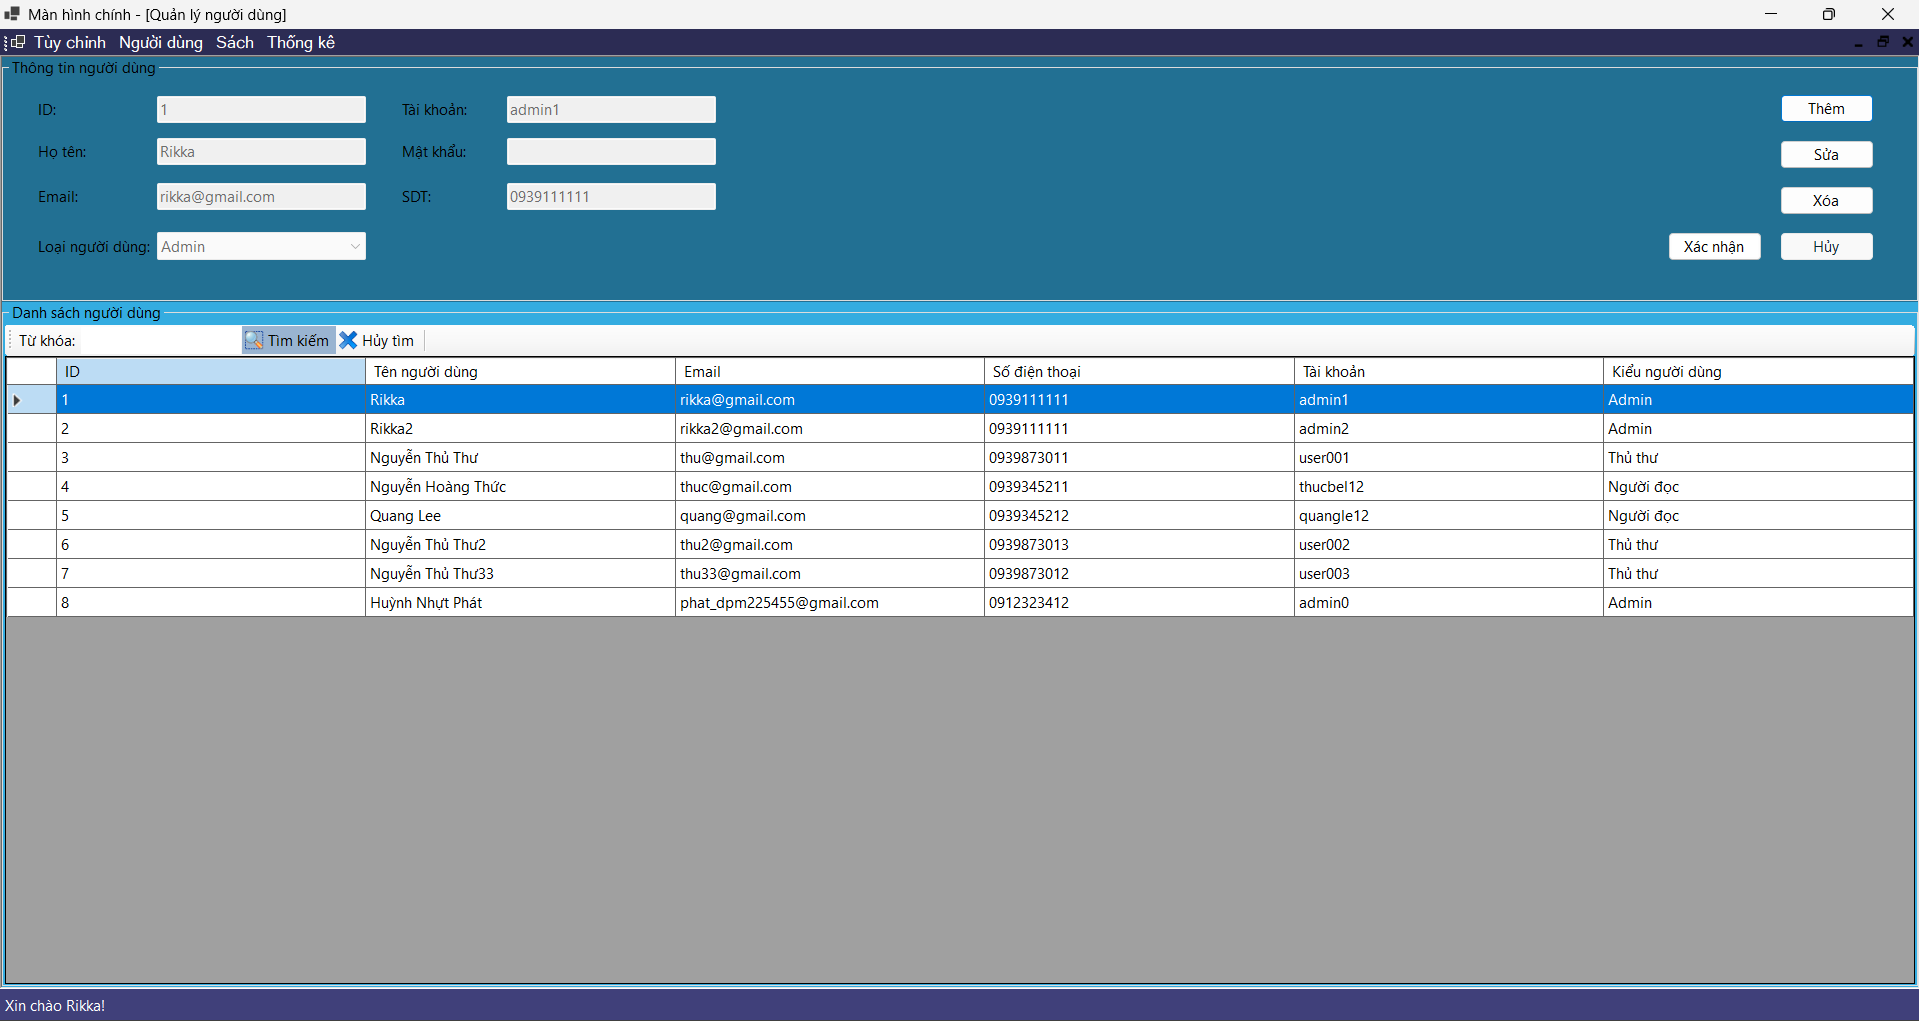 Màn hình chính - [Quản lý người dùng]
Tùy chỉnh Người dùng Sách Thống kê
Thông tin người dùng
ID: 1 Tài khoản: admin1 Thêm
Họ tên: Rikka Mật khẩu: Sửa
Email: rikka@gmail.com SDT: 0939111111 Xóa
Loại người dùng: Admin Xác nhận Hủy
Danh sách người dùng
Từ khóa: Tìm kiếm Hủy tìm
ID Tên người dùng Email Số điện thoại Tài khoản Kiểu người dùng
1 Rikka rikka@gmail.com 0939111111 admin1 Admin
2 Rikka2 rikka2@gmail.com 0939111111 admin2 Admin
3 Nguyễn Thủ Thư thu@gmail.com 0939873011 user001 Thủ thư
4 Nguyễn Hoàng Thức thuc@gmail.com 0939345211 thucbel12 Người đọc
5 Quang Lee quang@gmail.com 0939345212 quangle12 Người đọc
6 Nguyễn Thủ Thư2 thu2@gmail.com 0939873013 user002 Thủ thư
7 Nguyễn Thủ Thư33 thu33@gmail.com 0939873012 user003 Thủ thư
8 Huỳnh Nhựt Phát phat_dpm225455@gmail.com 0912323412 admin0 Admin
Xin chào Rikka!